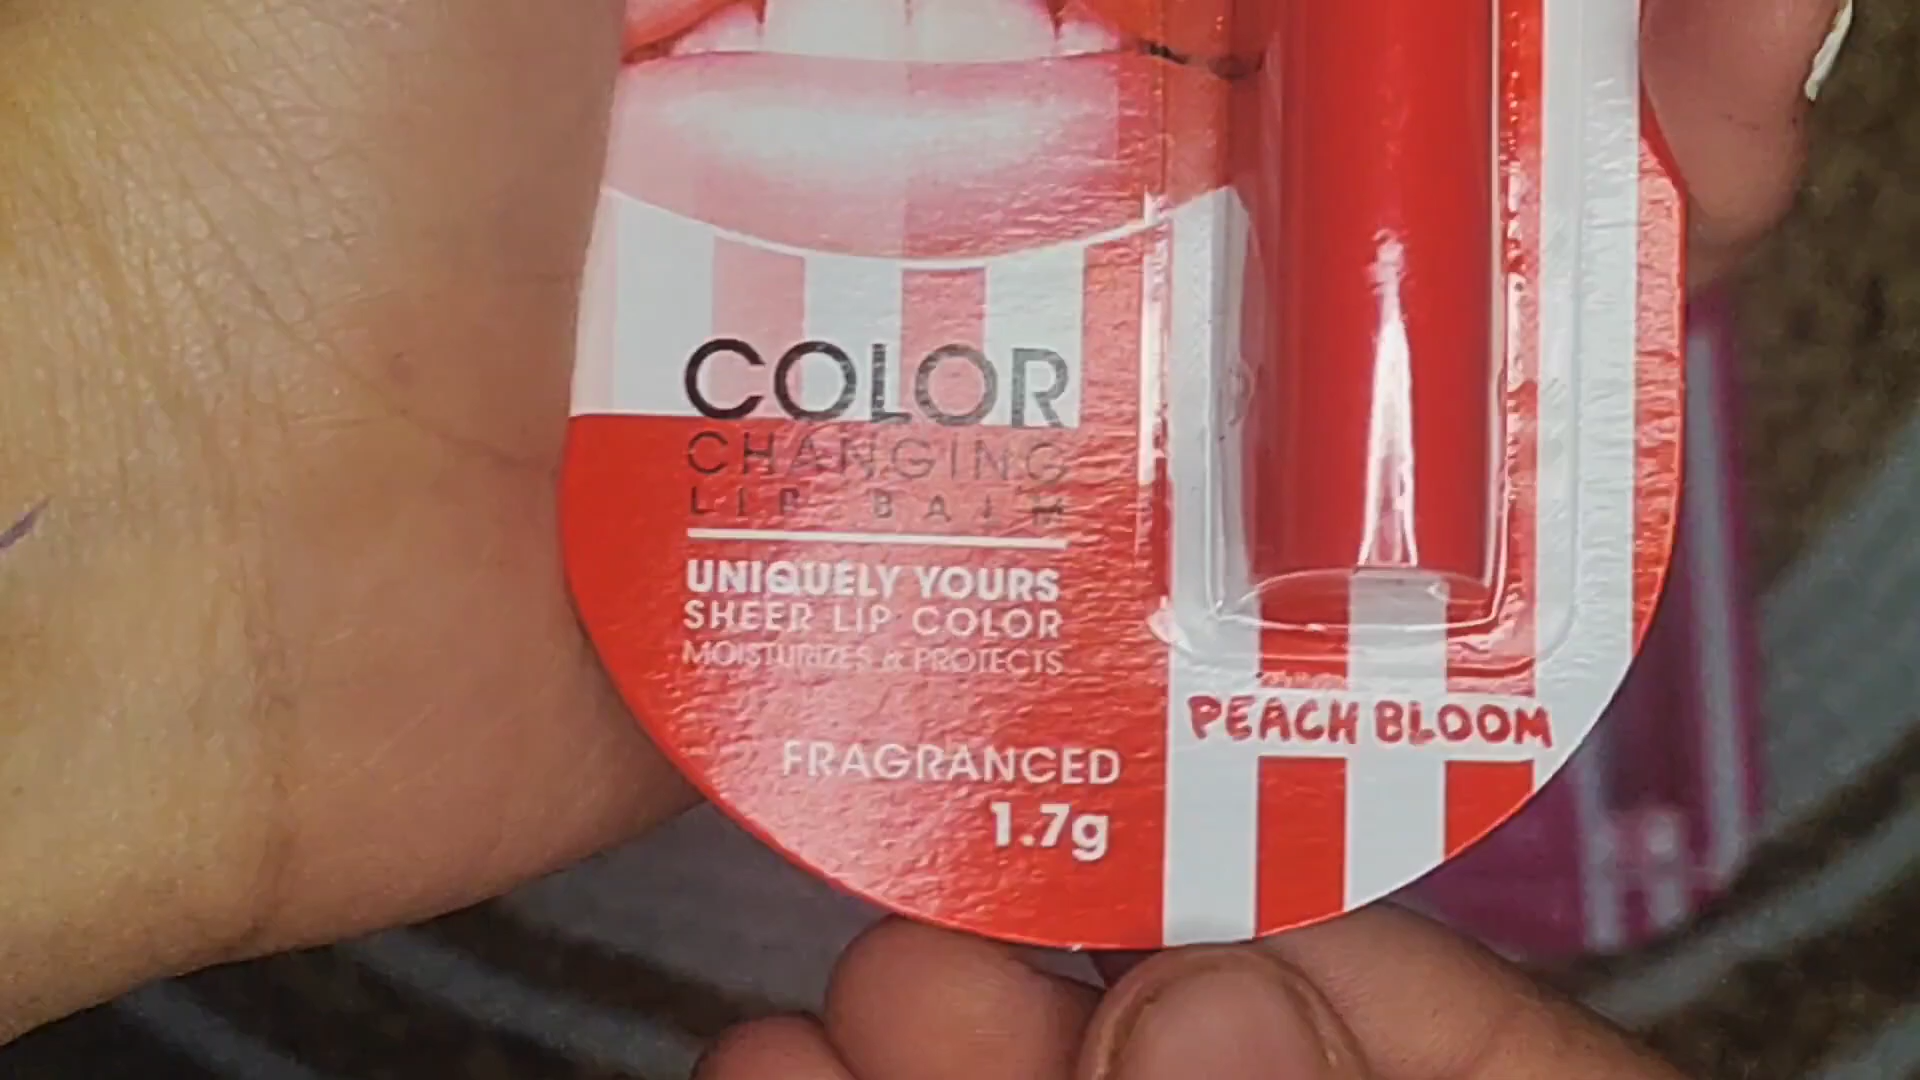 COLOR
CHANGING
LIP BALM
UNIQUELY YOURS
SHEER LIP COLOR
MOISTURIZES & PROTECTS
FRAGRANCED
1.7g
PEACH BLOOM